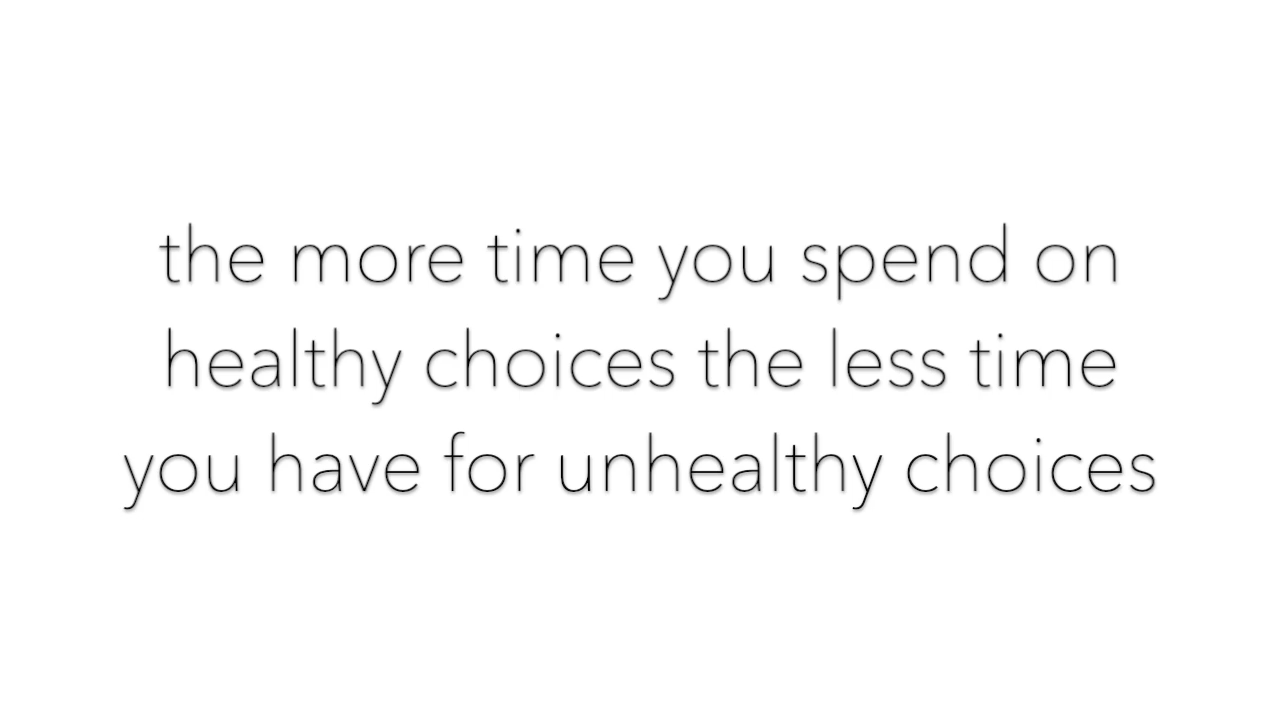 the more time you spend on
healthy choices the less time
you have for unhealthy choices